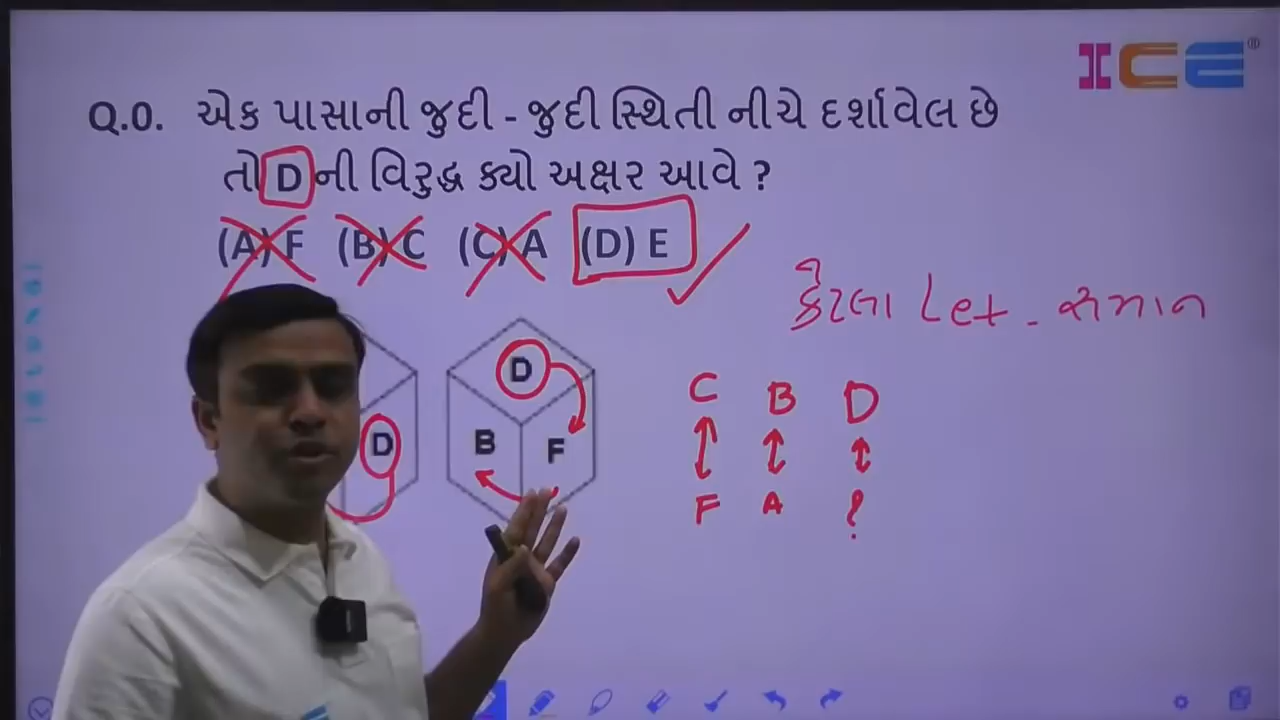 ICE®
Q.0. એક પાસાની જુદી - જુદી સ્થિતી નીચે દર્શાવેલ છે
તો D ની વિરુદ્ધ ક્યો અક્ષર આવે ?
(A) F (B) C (C) A (D) E
કેટલા Let - સમાન
D
D
B F
C B D
F A ?